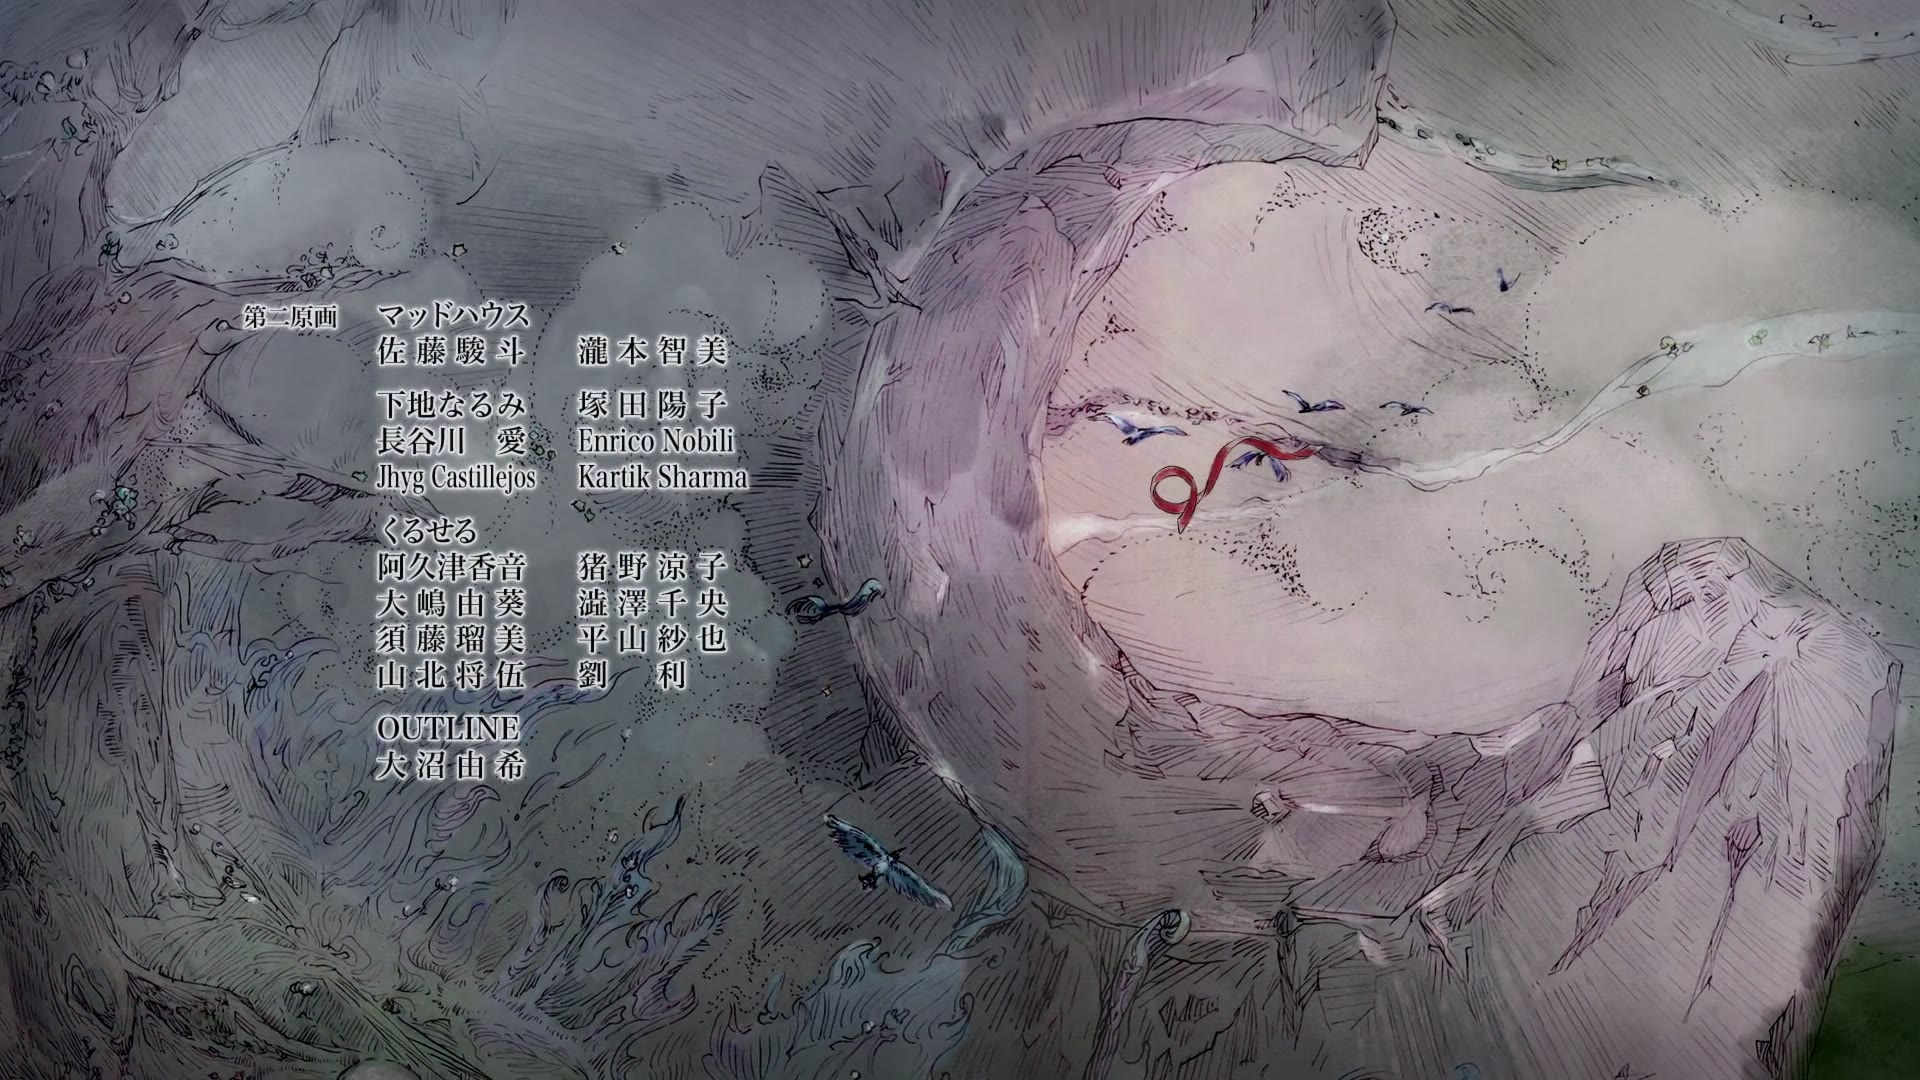 第二原画 マッドハウス
佐藤駿斗 瀧本智美
下地なるみ 塚田陽子
長谷川 愛 Enrico Nobili
Jhyg Castillejos Kartik Sharma
くるせる
阿久津香音 猪野涼子
大嶋由葵 澁澤千央
須藤瑠美 平山紗也
山北将伍 劉 利
OUTLINE
大沼由希